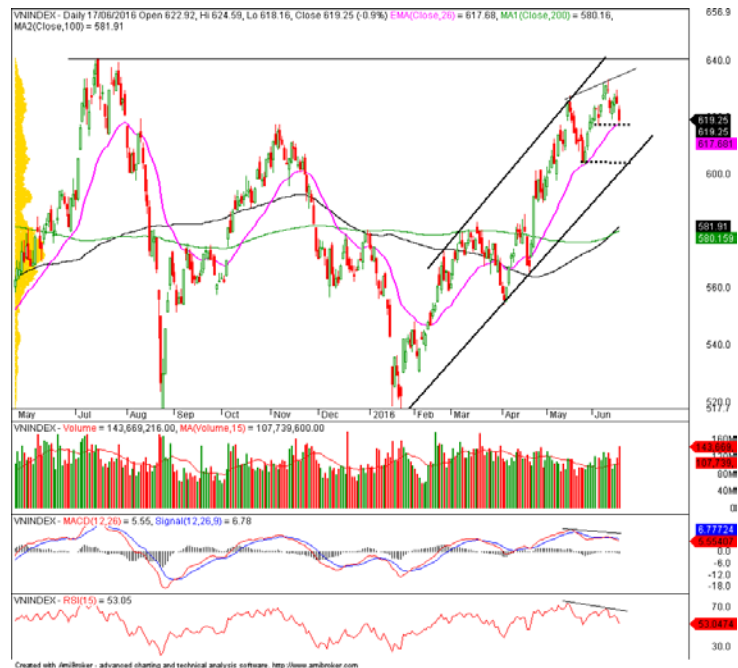 VNINDEX - Daily 17/06/2016 Open 622.92, Hi 624.59, Lo 618.16, Close 619.25 (-0.9%) EMA(Close,26) = 617.68, MA1(Close,200) = 580.16,
MA2(Close,100) = 581.91
656.9
640.0
619.25
619.25
617.681
600.0
581.91
580.159
560.0
540.0
520.0
517.7
May Jul Aug Sep Oct Nov Dec 2016 Feb Mar Apr May Jun
VNINDEX - Volume = 143,669,216.00, MA(Volume,15) = 107,739,600.00
160M
143,669,
107,739,
80M
40M
VNINDEX - MACD(12,26) = 5.55, Signal(12,26,9) = 6.78
6.77724
0.0
-6.0
-12.0
-18.0
VNINDEX - RSI(15) = 53.05
70.0
53.0474
30.0
Created with AmiBroker - advanced charting and technical analysis software. http://www.amibroker.com